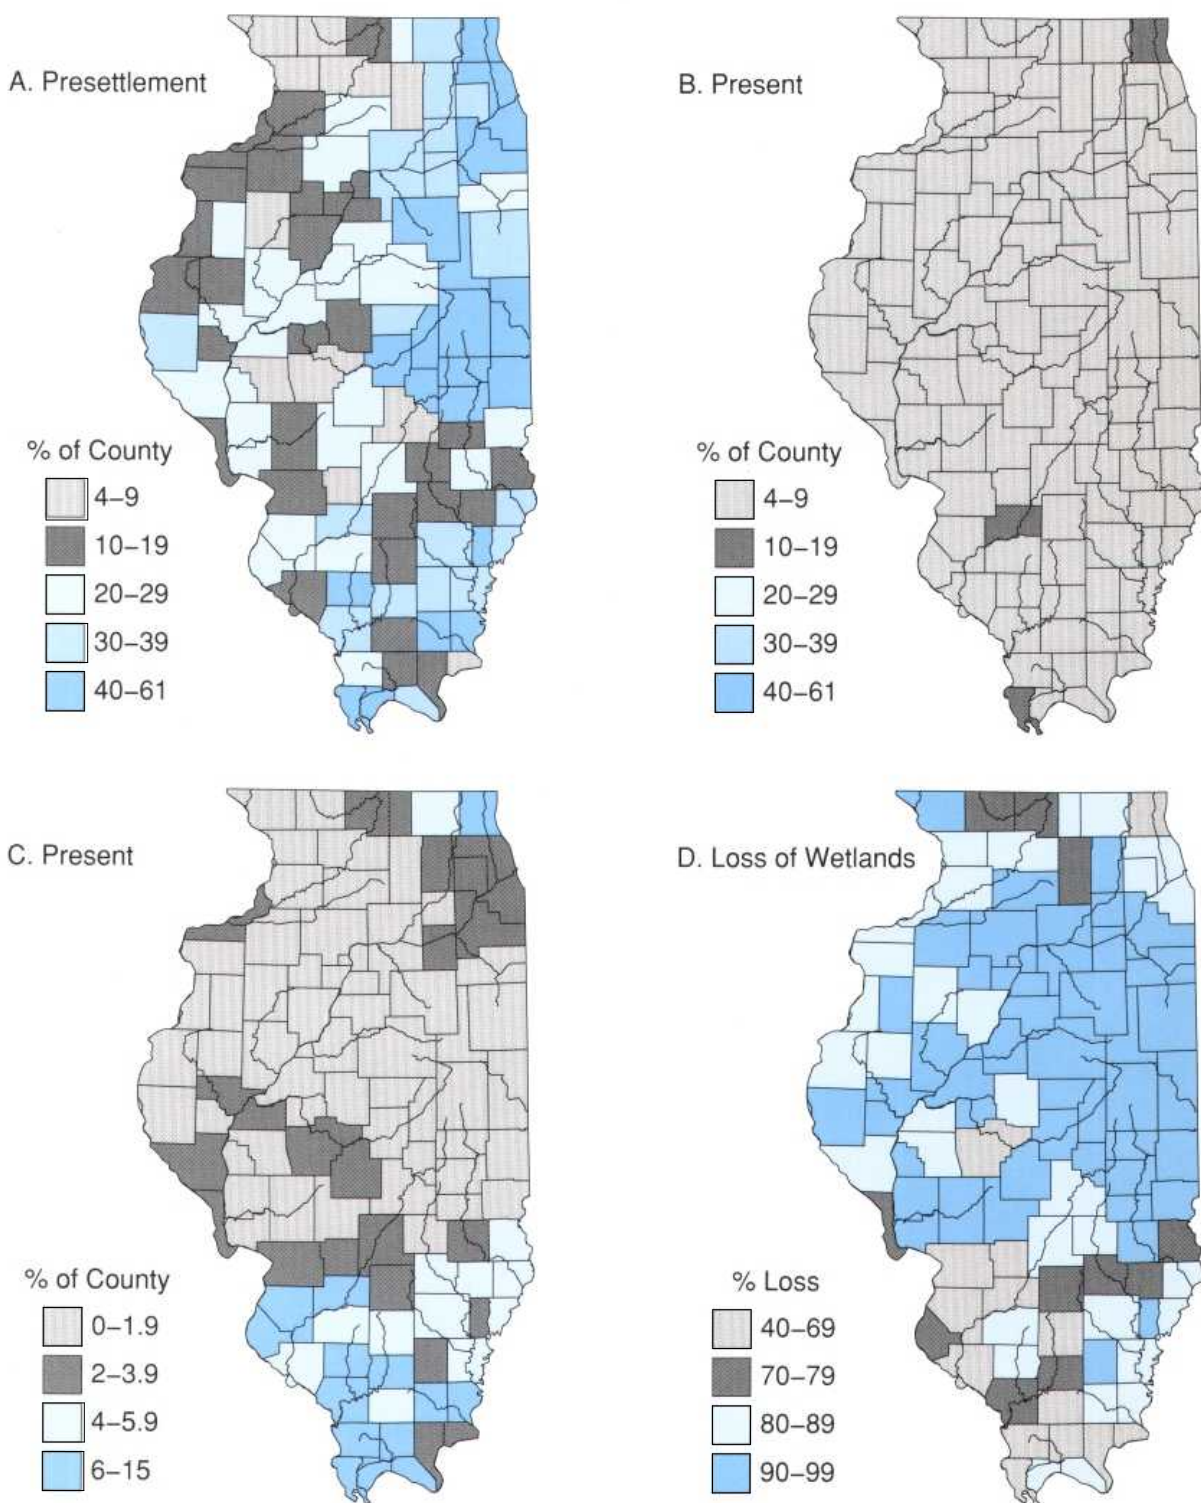 A. Presettlement
% of County
4–9
10–19
20–29
30–39
40–61
B. Present
% of County
4–9
10–19
20–29
30–39
40–61
C. Present
% of County
0–1.9
2–3.9
4–5.9
6–15
D. Loss of Wetlands
% Loss
40–69
70–79
80–89
90–99